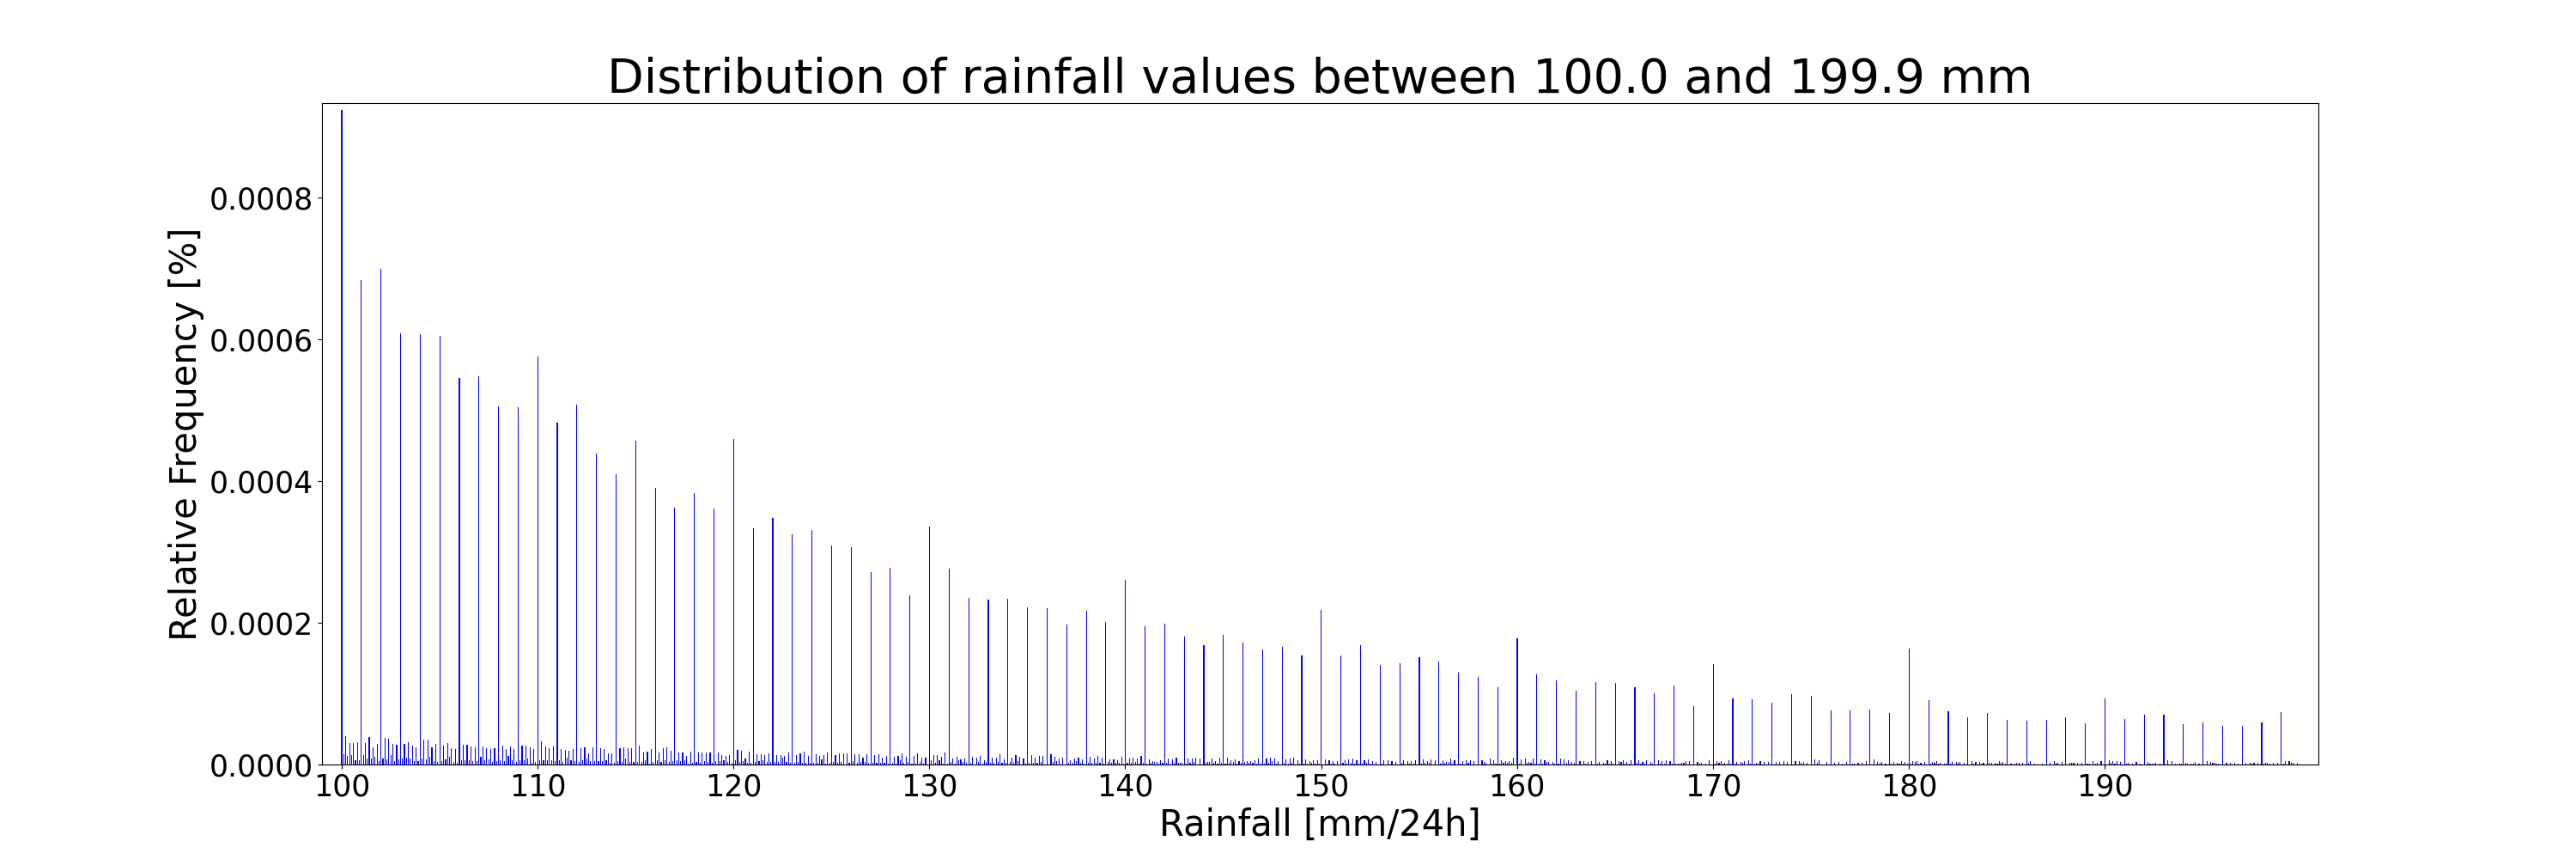 Distribution of rainfall values between 100.0 and 199.9 mm
Relative Frequency [%]
0.0008
0.0006
0.0004
0.0002
0.0000
100 110 120 130 140 150 160 170 180 190
Rainfall [mm/24h]